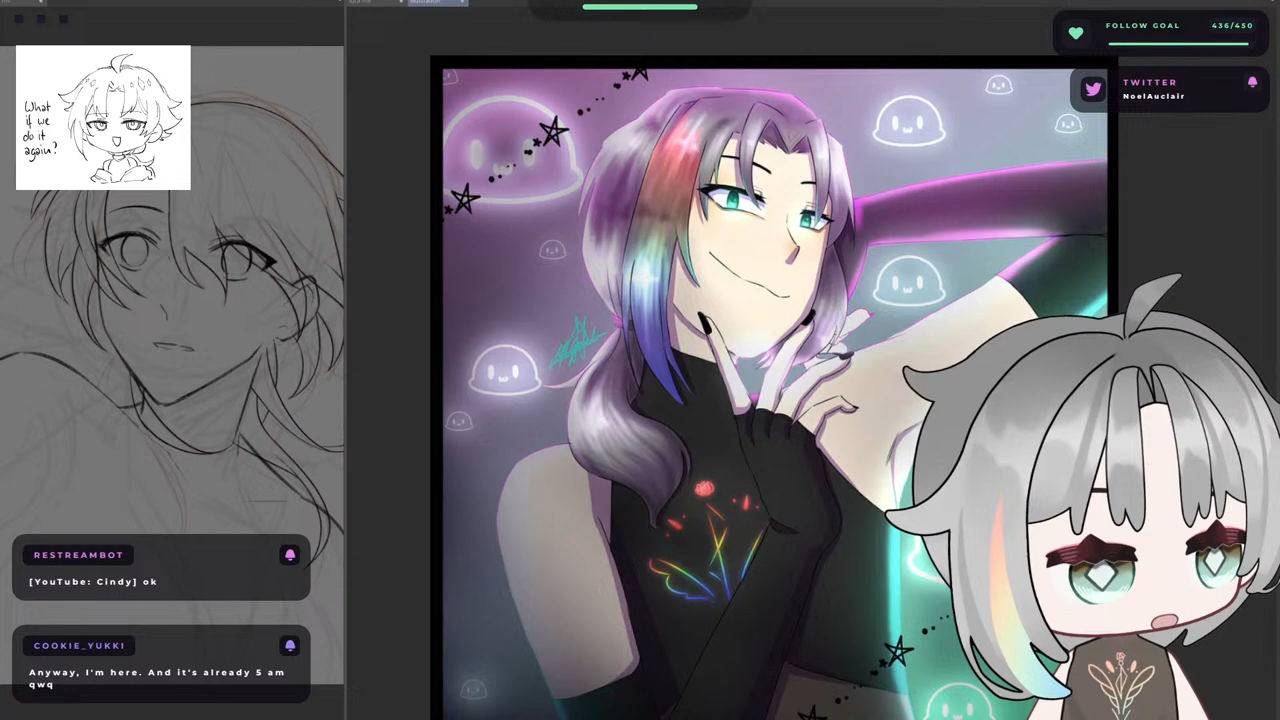 FOLLOW GOAL 436/450
TWITTER
NoelAuclair
What
if we
do it
again?
RESTREAMBOT
[YouTube: Cindy] ok
COOKIE_YUKKI
Anyway, I'm here. And it's already 5 am
qwq